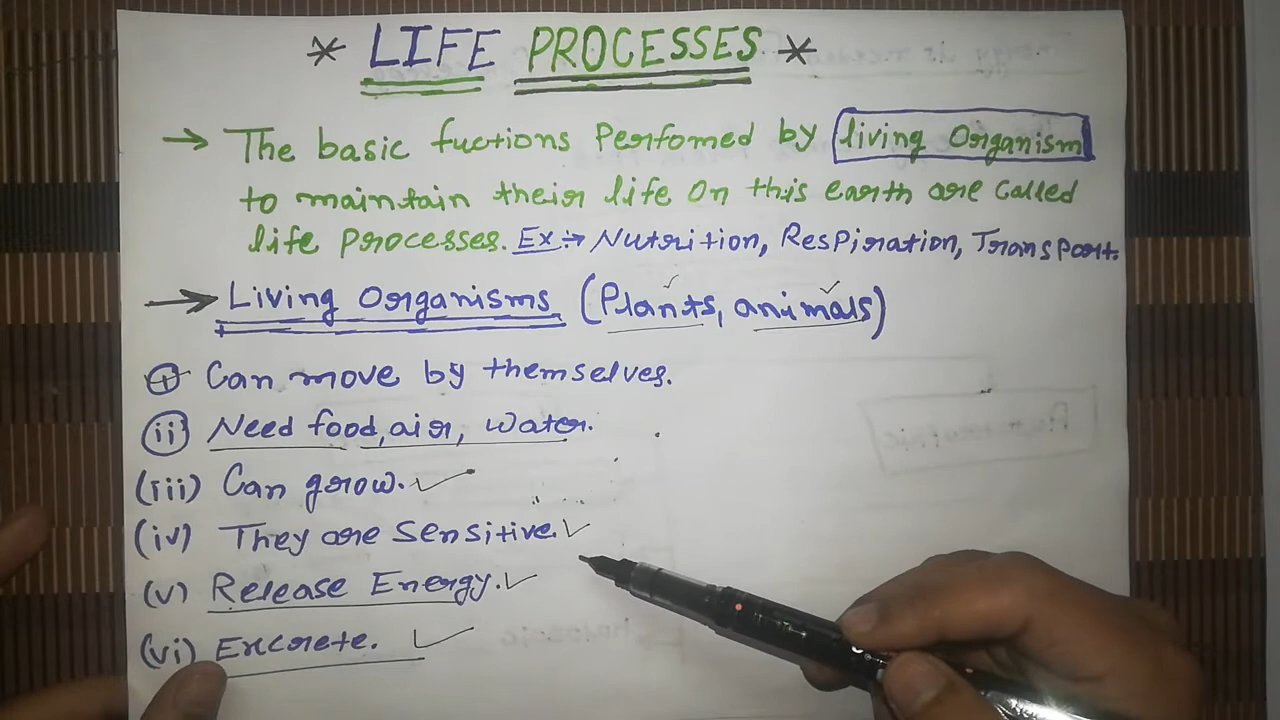 * LIFE PROCESSES *
→ The basic fuctions Perfomed by living Organism
to maintain their life on this earth are called
life processes. Ex:→ Nutrition, Respiration, Transport.
→ Living Organisms (Plants, animals)
(i) Can move by themselves.
(ii) Need food, air, water.
(iii) Can grow.
(iv) They are Sensitive.
(v) Release Energy.
(vi) Excrete.